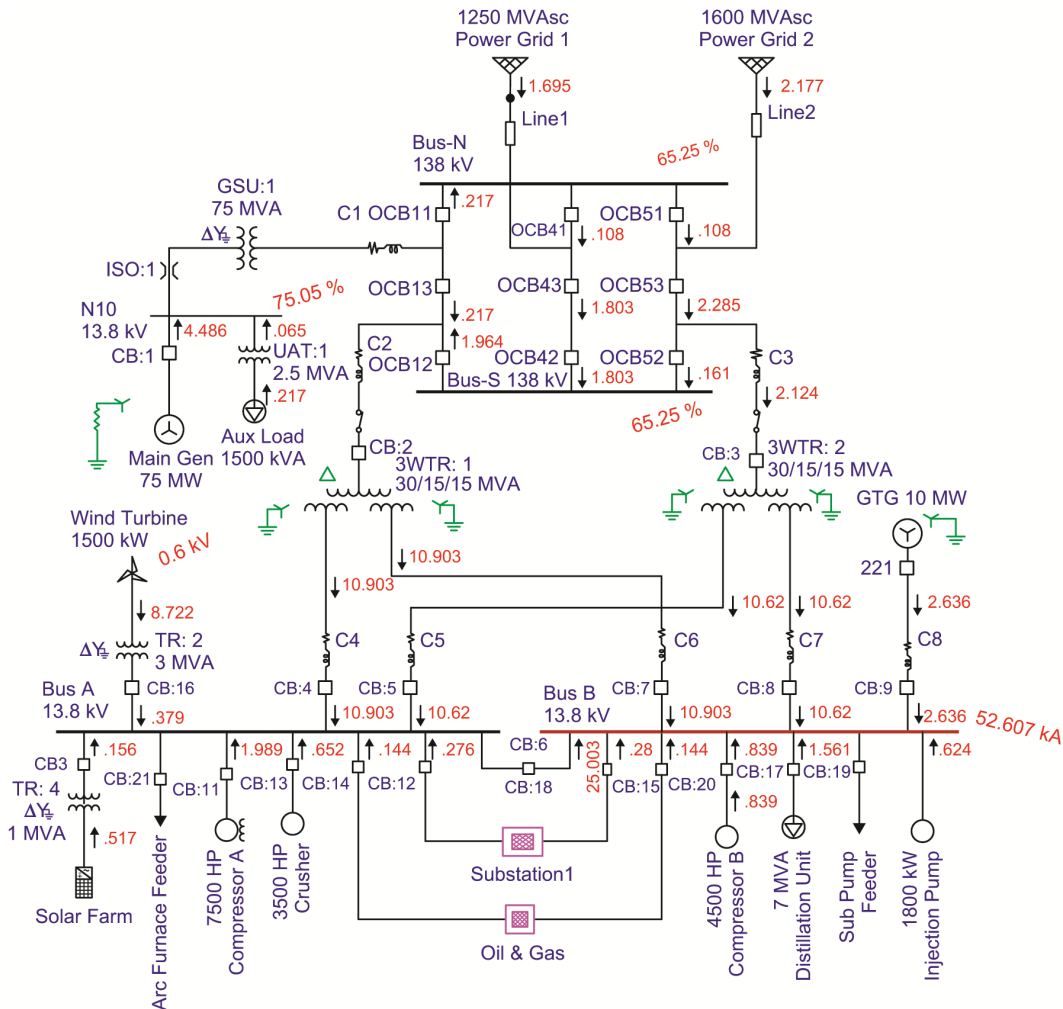 1250 MVAsc
Power Grid 1
1600 MVAsc
Power Grid 2
1.695
2.177
Line1
Line2
Bus-N
138 kV
65.25 %
GSU:1
75 MVA
ΔY
C1 OCB11
.217
OCB41
.108
OCB51
.108
ISO:1
OCB13
OCB43
OCB53
N10
13.8 kV
75.05 %
.217
1.803
2.285
4.486
.065
CB:1
UAT:1
2.5 MVA
.217
C2
OCB12
1.964
OCB42
OCB52
C3
Bus-S 138 kV
1.803
.161
65.25 %
2.124
Main Gen
75 MW
Aux Load
1500 kVA
CB:2
3WTR: 1
30/15/15 MVA
CB:3
3WTR: 2
30/15/15 MVA
GTG 10 MW
Wind Turbine
1500 kW
0.6 kV
10.903
10.903
221
8.722
10.62
10.62
2.636
ΔY
TR: 2
3 MVA
C4
C5
C6
C7
C8
Bus A
13.8 kV
CB:16
CB:4
CB:5
Bus B
13.8 kV
CB:7
CB:8
CB:9
.379
10.903
10.62
10.903
10.62
2.636
52.607 kA
.156
1.989
.652
.144
.276
CB:6
25.003
.28
.144
.839
1.561
.624
CB3
CB:21
CB:11
CB:13
CB:14
CB:12
CB:18
CB:15
CB:20
CB:17
CB:19
TR: 4
ΔY
1 MVA
.517
.839
Solar Farm
Arc Furnace Feeder
7500 HP
Compressor A
3500 HP
Crusher
Substation1
Oil & Gas
4500 HP
Compressor B
7 MVA
Distillation Unit
Sub Pump
Feeder
1800 kW
Injection Pump